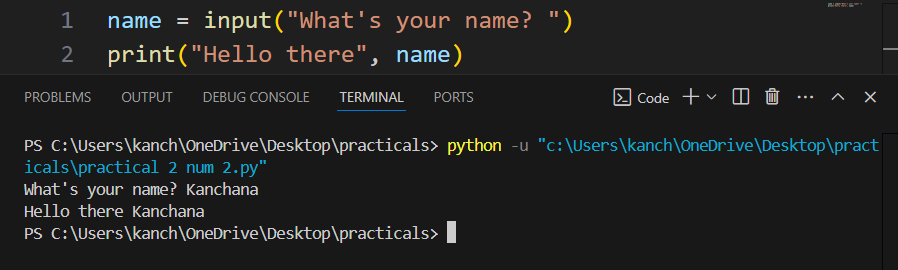 1 name = input("What's your name? ")
2 print("Hello there", name)
PROBLEMS OUTPUT DEBUG CONSOLE TERMINAL PORTS Code
PS C:\Users\kanch\OneDrive\Desktop\practicals> python -u "c:\Users\kanch\OneDrive\Desktop\pract
icals\practical 2 num 2.py"
What's your name? Kanchana
Hello there Kanchana
PS C:\Users\kanch\OneDrive\Desktop\practicals>